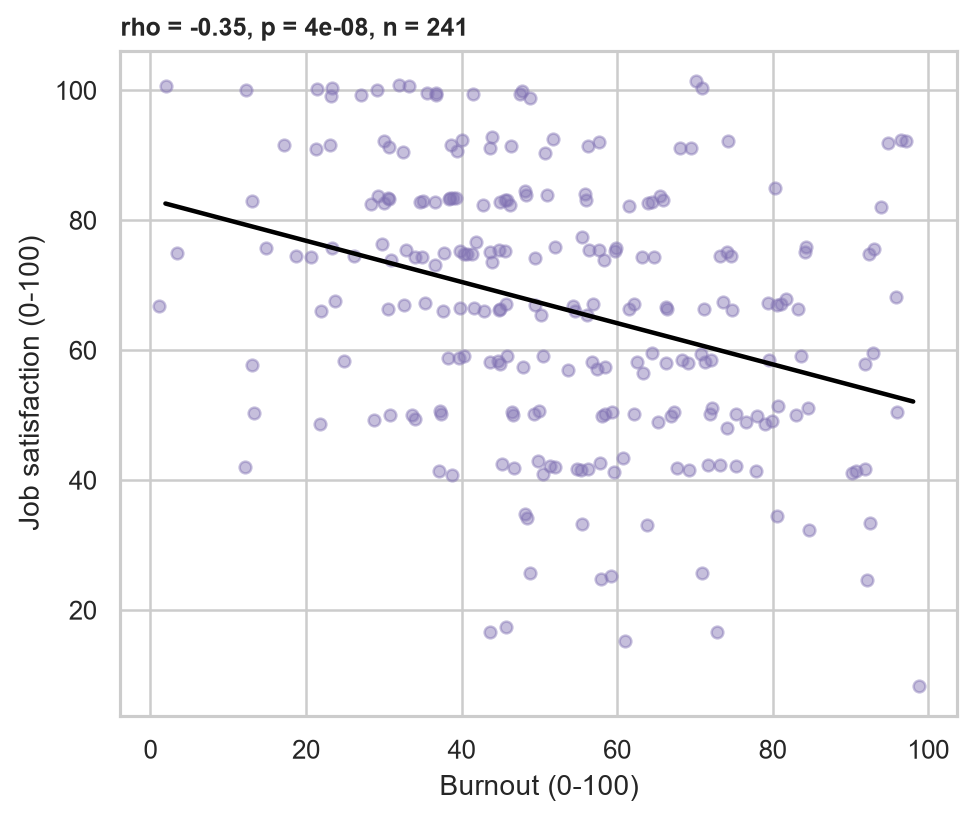 rho = -0.35, p = 4e-08, n = 241
100
80
60
40
20
Job satisfaction (0-100)
0 20 40 60 80 100
Burnout (0-100)